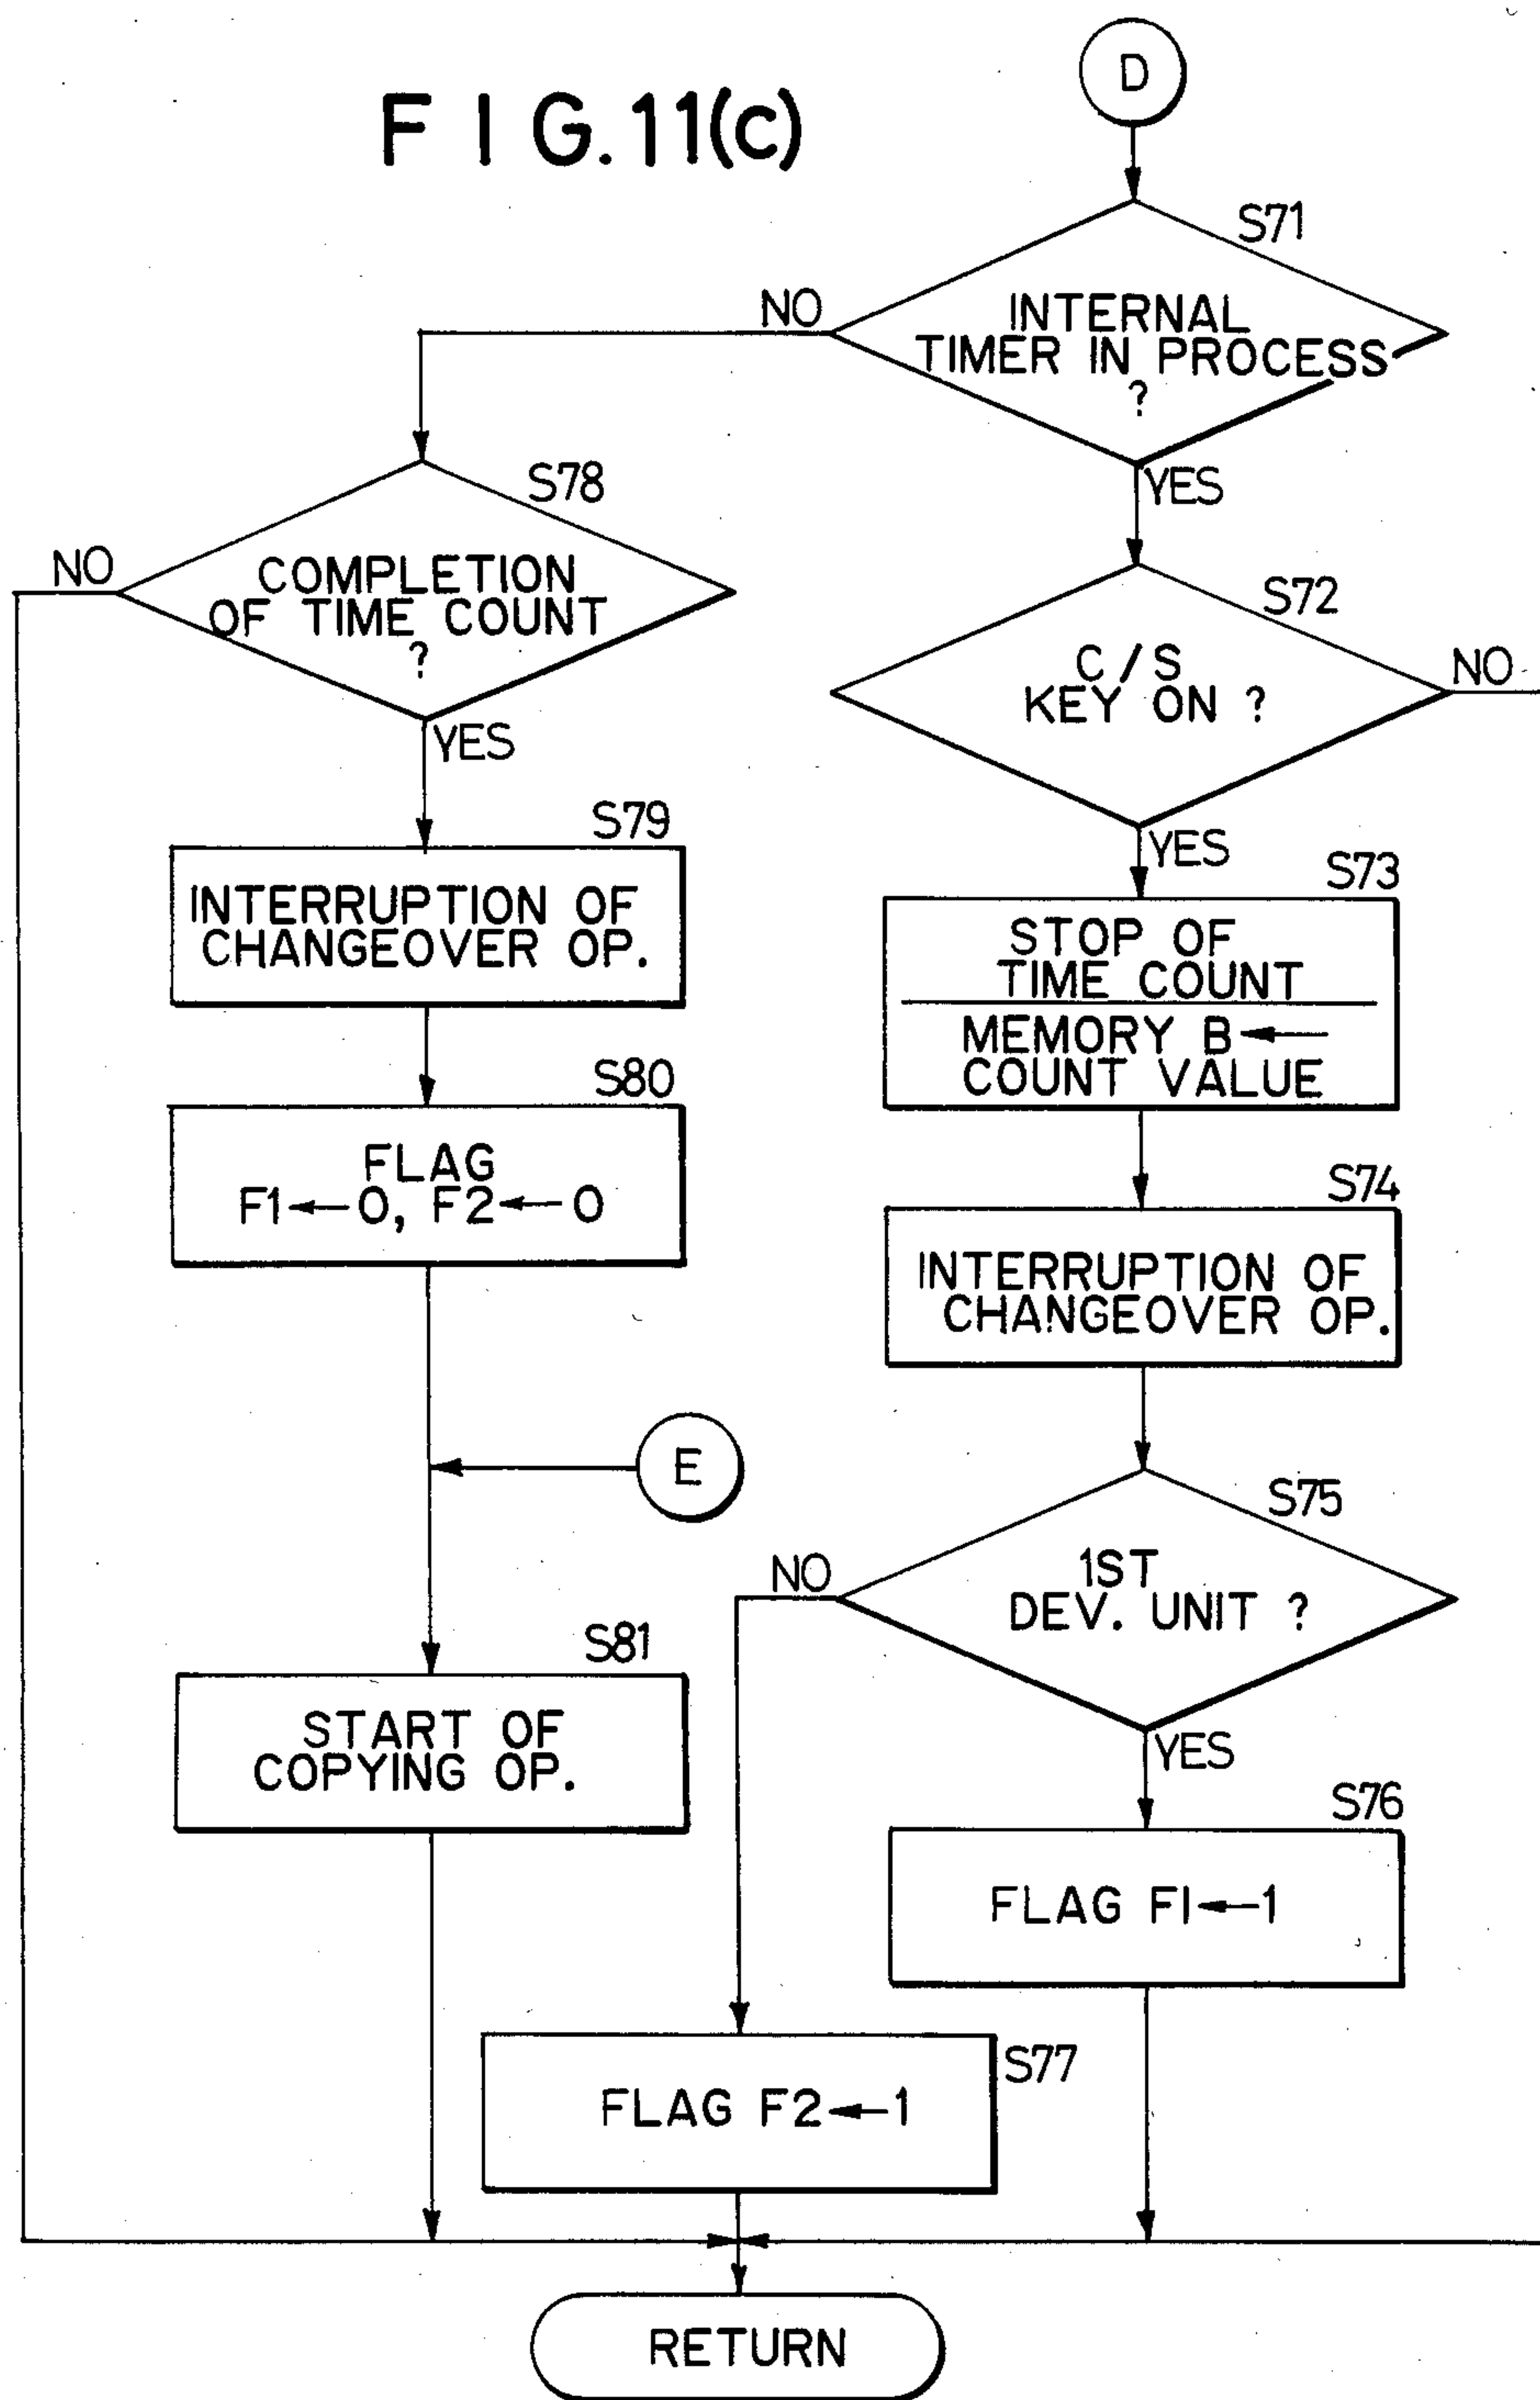 F I G.11(c)
D
S71
INTERNAL
TIMER IN PROCESS
?
NO
YES
S78
COMPLETION
OF TIME COUNT
?
NO
YES
S72
C/S
KEY ON ?
NO
YES
S79
INTERRUPTION OF
CHANGEOVER OP.
S73
STOP OF
TIME COUNT
MEMORY B←
COUNT VALUE
S80
FLAG
F1←0, F2←0
S74
INTERRUPTION OF
CHANGEOVER OP.
E
S75
1ST
DEV. UNIT ?
NO
YES
S81
START OF
COPYING OP.
S76
FLAG F1←1
S77
FLAG F2←1
RETURN